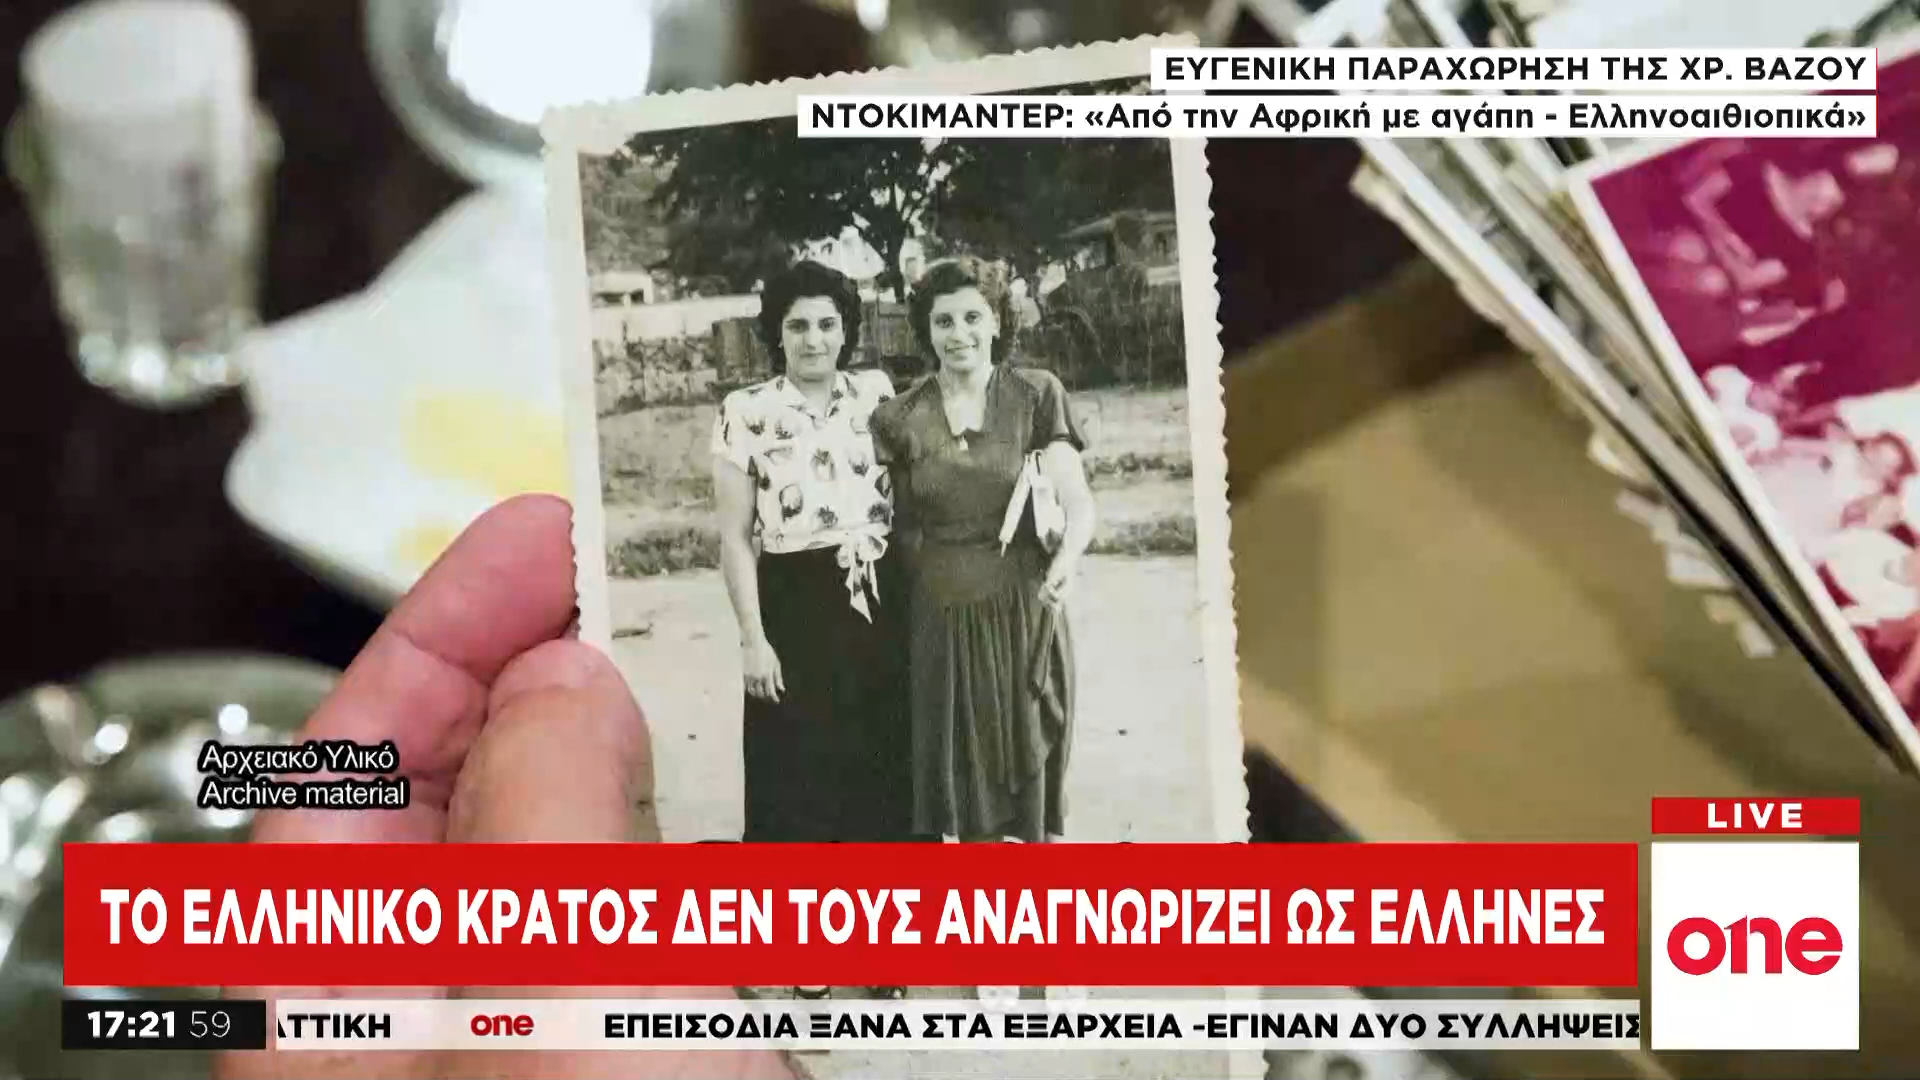 ΕΥΓΕΝΙΚΗ ΠΑΡΑΧΩΡΗΣΗ ΤΗΣ ΧΡ. ΒΑΖΟΥ
ΝΤΟΚΙΜΑΝΤΕΡ: «Από την Αφρική με αγάπη - Ελληνοαιθιοπικά»
Αρχειακό Υλικό
Archive material
LIVE
ΤΟ ΕΛΛΗΝΙΚΟ ΚΡΑΤΟΣ ΔΕΝ ΤΟΥΣ ΑΝΑΓΝΩΡΙΖΕΙ ΩΣ ΕΛΛΗΝΕΣ
one
17:21 59 ΑΤΤΙΚΗ one ΕΠΕΙΣΟΔΙΑ ΞΑΝΑ ΣΤΑ ΕΞΑΡΧΕΙΑ -ΕΓΙΝΑΝ ΔΥΟ ΣΥΛΛΗΨΕΙΣ